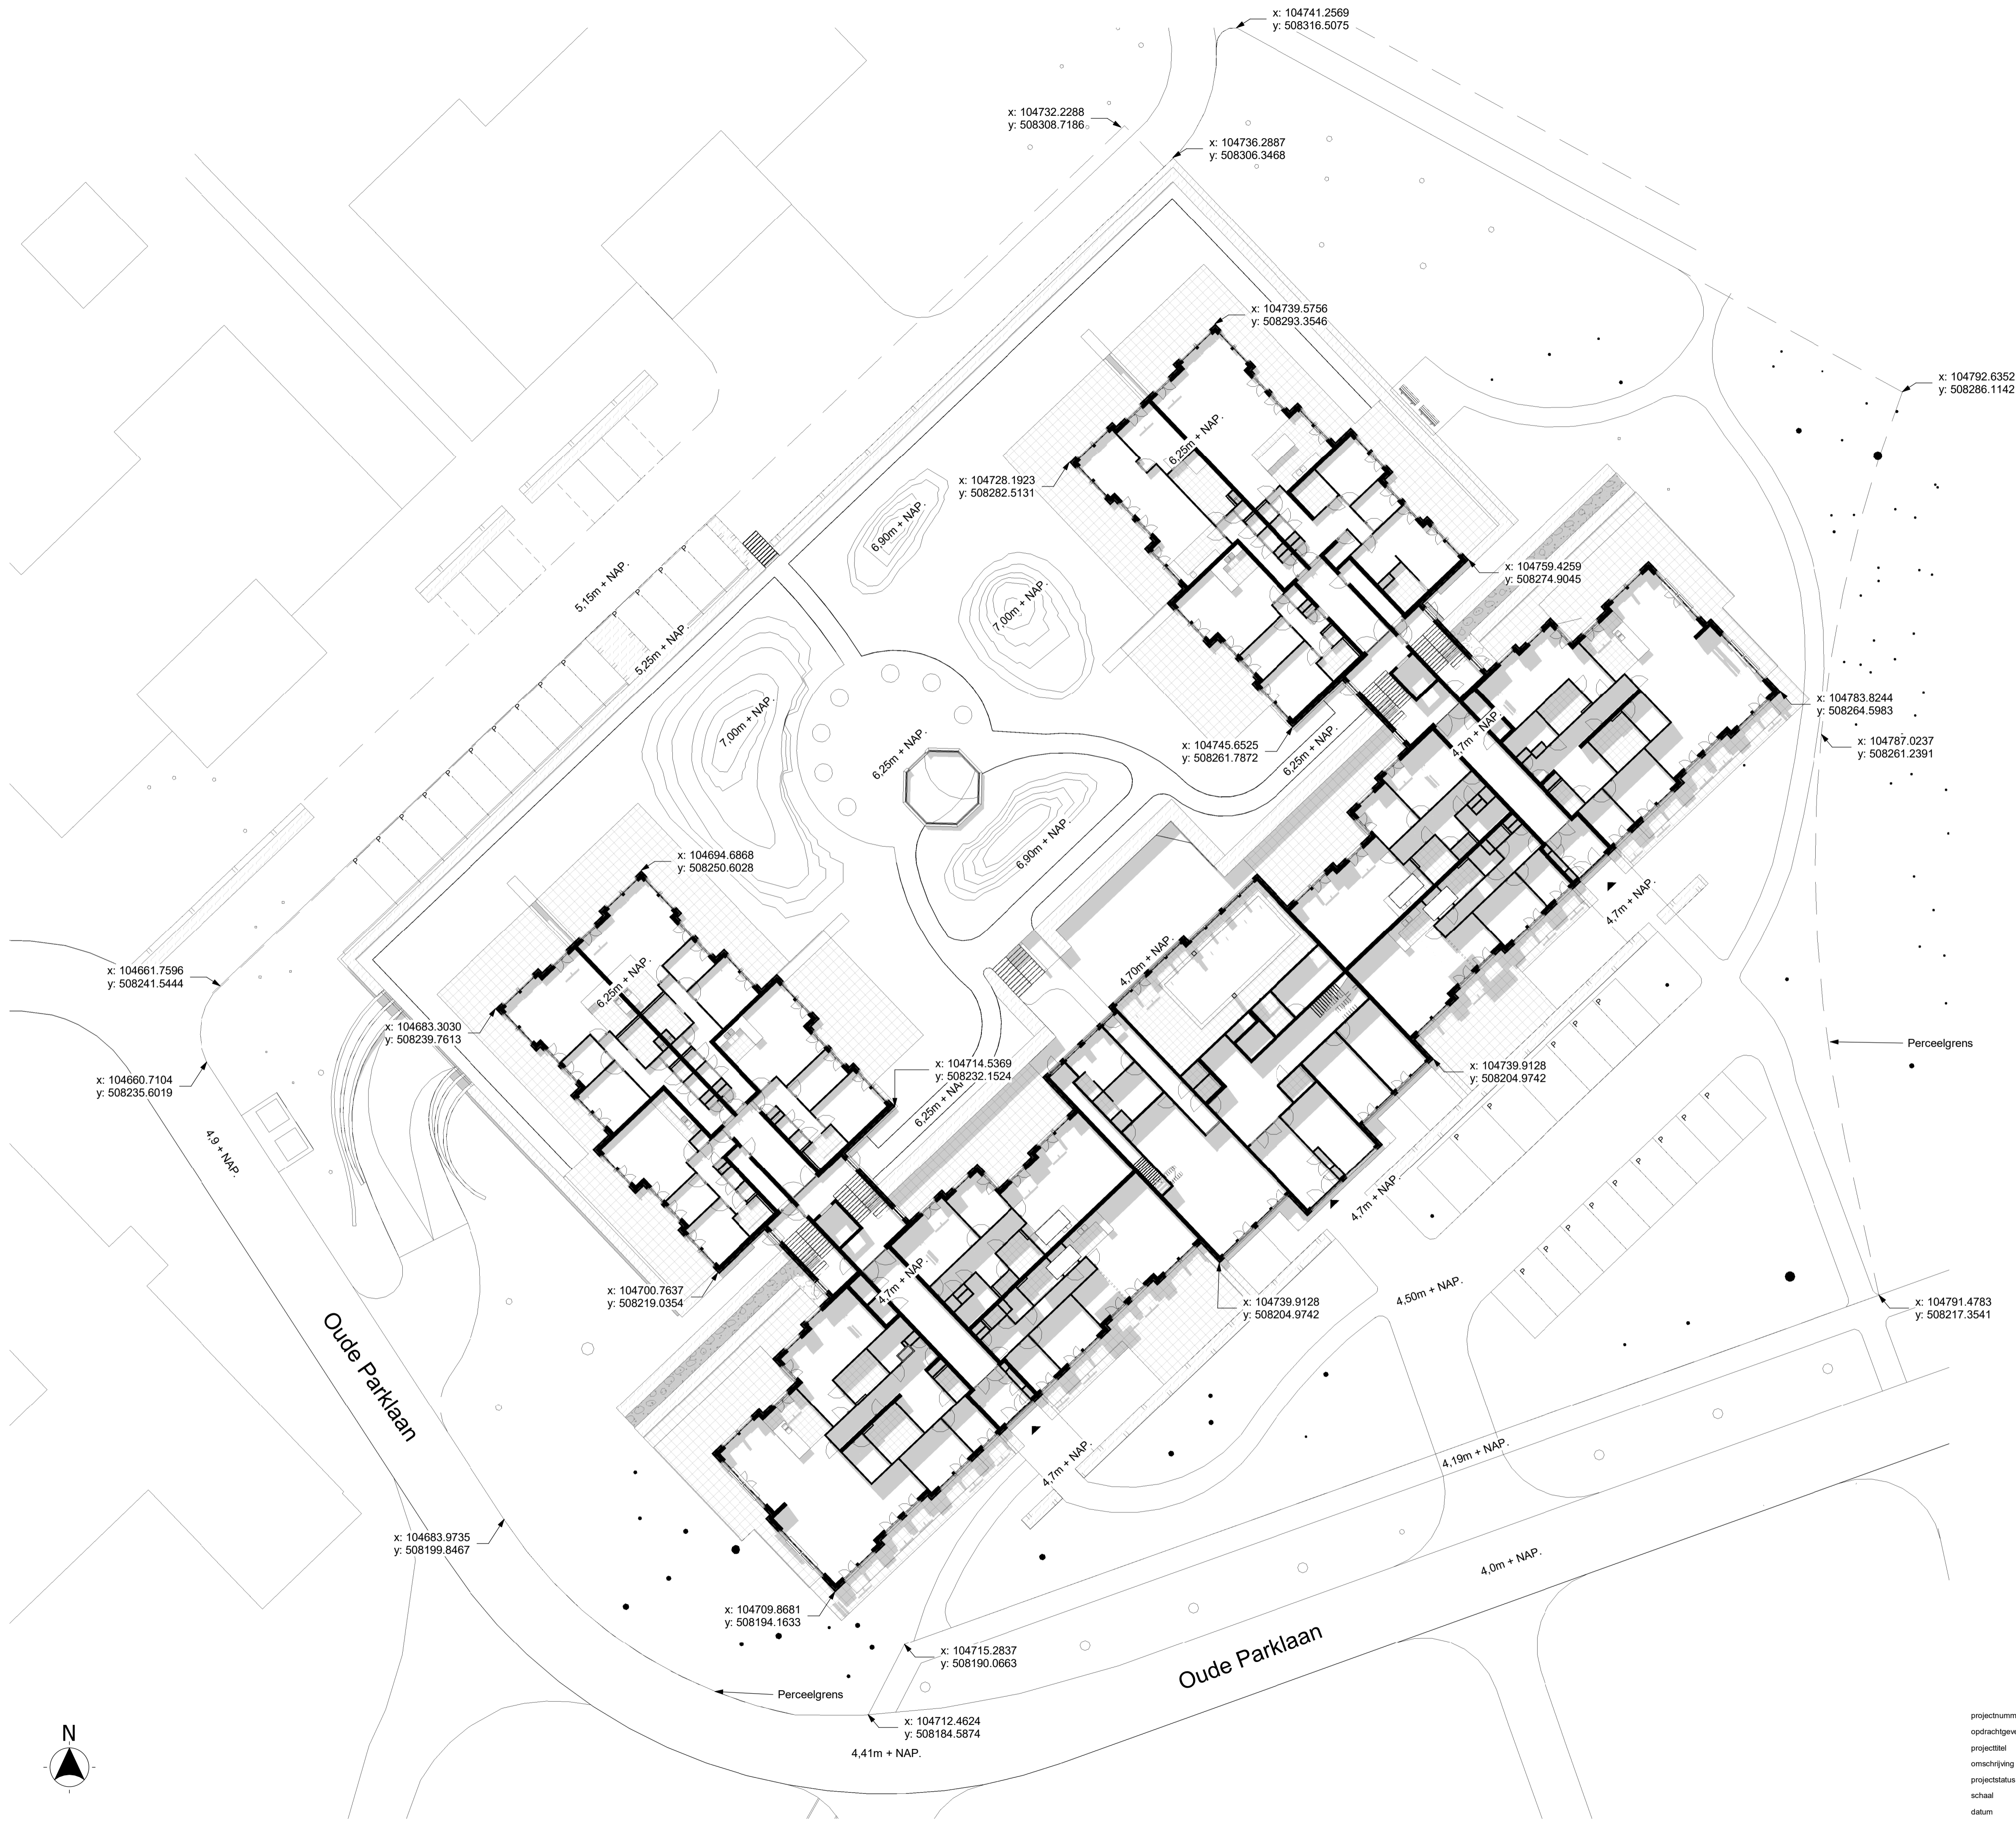 x: 104741.2569
y: 508316.5075
x: 104732.2288
y: 508308.7186
x: 104736.2887
y: 508306.3468
x: 104739.5756
y: 508293.3546
x: 104792.6352
y: 508286.1142
6,25m + NAP.
x: 104728.1923
y: 508282.5131
6,90m + NAP.
x: 104759.4259
y: 508274.9045
5,15m + NAP.
7,00m + NAP.
5,25m + NAP.
P
P
P
P
P
P
P
P
P
P
P
P
x: 104783.8244
y: 508264.5983
7,00m + NAP.
6,25m + NAP.
x: 104745.6525
y: 508261.7872
6,25m + NAP.
4,7m + NAP.
x: 104787.0237
y: 508261.2391
6,90m + NAP.
x: 104694.6868
y: 508250.6028
4,7m + NAP.
x: 104661.7596
y: 508241.5444
6,25m + NAP.
4,70m + NAP.
x: 104683.3030
y: 508239.7613
P
P
P
P
Perceelgrens
x: 104660.7104
y: 508235.6019
x: 104714.5369
y: 508232.1524
6,25m + NAP.
x: 104739.9128
y: 508204.9742
4,9 + NAP.
P
P
P
P
P
P
P
P
4,7m + NAP.
x: 104700.7637
y: 508219.0354
4,7m + NAP.
x: 104739.9128
y: 508204.9742
4,50m + NAP.
x: 104791.4783
y: 508217.3541
Oude Parklaan
4,7m + NAP.
4,19m + NAP.
x: 104683.9735
y: 508199.8467
4,0m + NAP.
x: 104709.8681
y: 508194.1633
x: 104715.2837
y: 508190.0663
Oude Parklaan
Perceelgrens
x: 104712.4624
y: 508184.5874
4,41m + NAP.
N
projectnumm
opdrachtgeve
projecttitel
omschrijving
projectstatus
schaal
datum